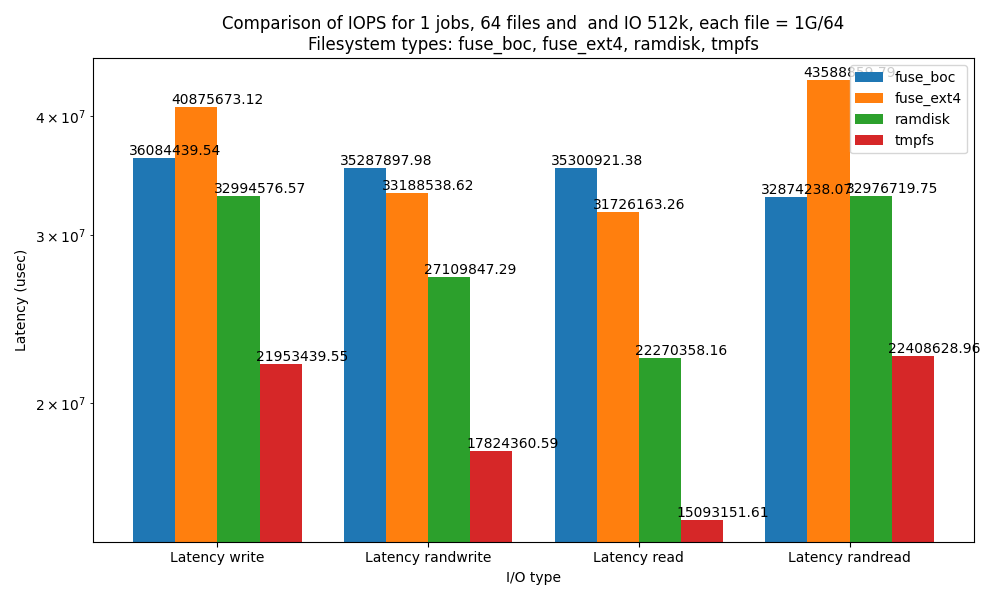 Comparison of IOPS for 1 jobs, 64 files and  and IO 512k, each file = 1G/64
Filesystem types: fuse_boc, fuse_ext4, ramdisk, tmpfs
fuse_boc
fuse_ext4
ramdisk
tmpfs
Latency (usec)
4 × 10⁷
3 × 10⁷
2 × 10⁷
36084439.54
40875673.12
32994576.57
21953439.55
35287897.98
33188538.62
27109847.29
17824360.59
35300921.38
31726163.26
22270358.16
15093151.61
32874238.07
32976719.75
22408628.96
Latency write
Latency randwrite
Latency read
Latency randread
I/O type